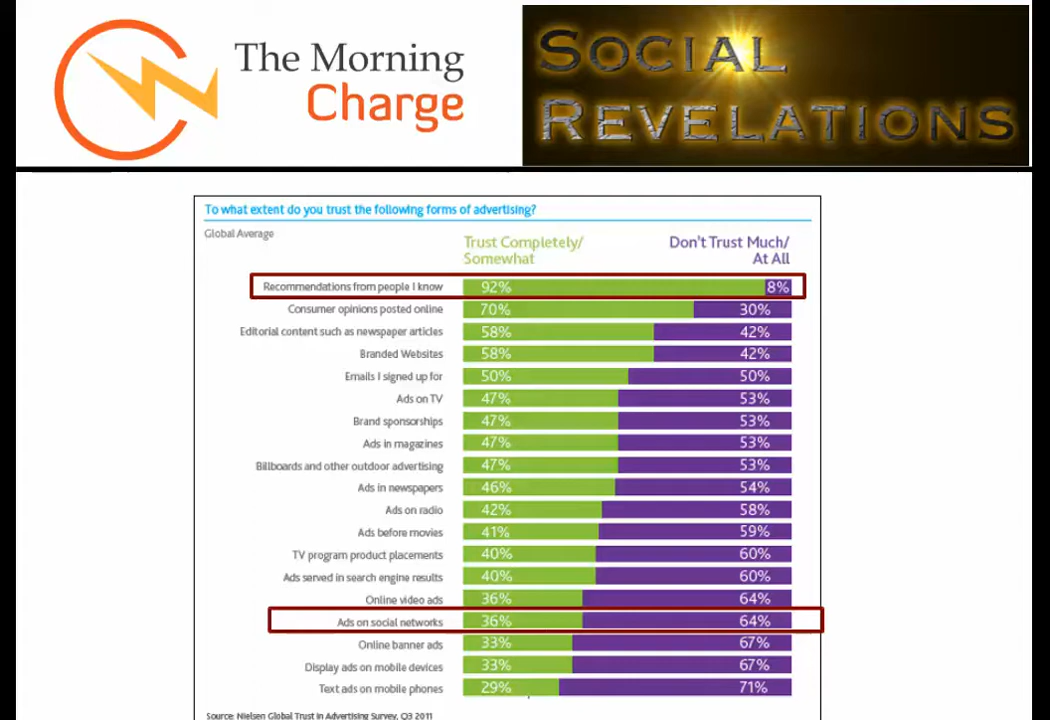 The Morning
Charge
SOCIAL
REVELATIONS
To what extent do you trust the following forms of advertising?
Global Average
Trust Completely/
Somewhat
Don't Trust Much/
At All
Recommendations from people I know 92% 8%
Consumer opinions posted online 70% 30%
Editorial content such as newspaper articles 58% 42%
Branded Websites 58% 42%
Emails I signed up for 50% 50%
Ads on TV 47% 53%
Brand sponsorships 47% 53%
Ads in magazines 47% 53%
Billboards and other outdoor advertising 47% 53%
Ads in newspapers 46% 54%
Ads on radio 42% 58%
Ads before movies 41% 59%
TV program product placements 40% 60%
Ads served in search engine results 40% 60%
Online video ads 36% 64%
Ads on social networks 36% 64%
Online banner ads 33% 67%
Display ads on mobile devices 33% 67%
Text ads on mobile phones 29% 71%
Source: Nielsen Global Trust in Advertising Survey, Q3 2011